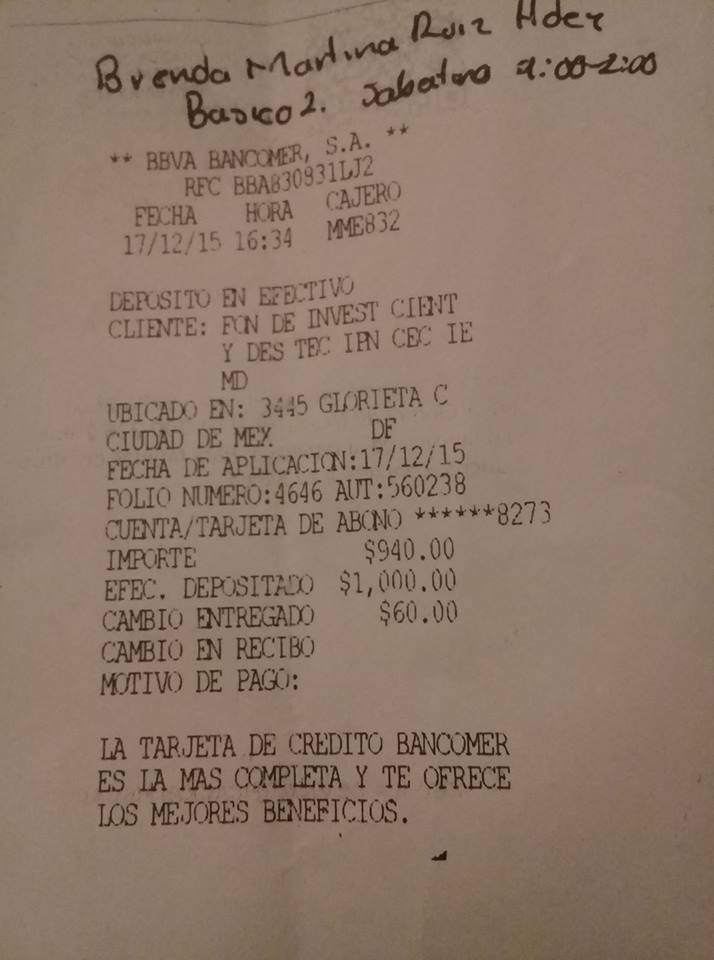 Brenda Martina Ruiz Hder
Basico 2. Sabatino 9:00-2:00
** BBVA BANCOMER, S.A. **
RFC BBA830831LJ2
FECHA HORA CAJERO
17/12/15 16:34 MME832
DEPOSITO EN EFECTIVO
CLIENTE: FON DE INVEST CIENT
Y DES TEC IPN CEC IE
MD
UBICADO EN: 3445 GLORIETA C
CIUDAD DE MEX. DF
FECHA DE APLICACION:17/12/15
FOLIO NUMERO:4646 AUT:560238
CUENTA/TARJETA DE ABONO ******8273
IMPORTE $940.00
EFEC. DEPOSITADO $1,000.00
CAMBIO ENTREGADO $60.00
CAMBIO EN RECIBO
MOTIVO DE PAGO:
LA TARJETA DE CREDITO BANCOMER
ES LA MAS COMPLETA Y TE OFRECE
LOS MEJORES BENEFICIOS.